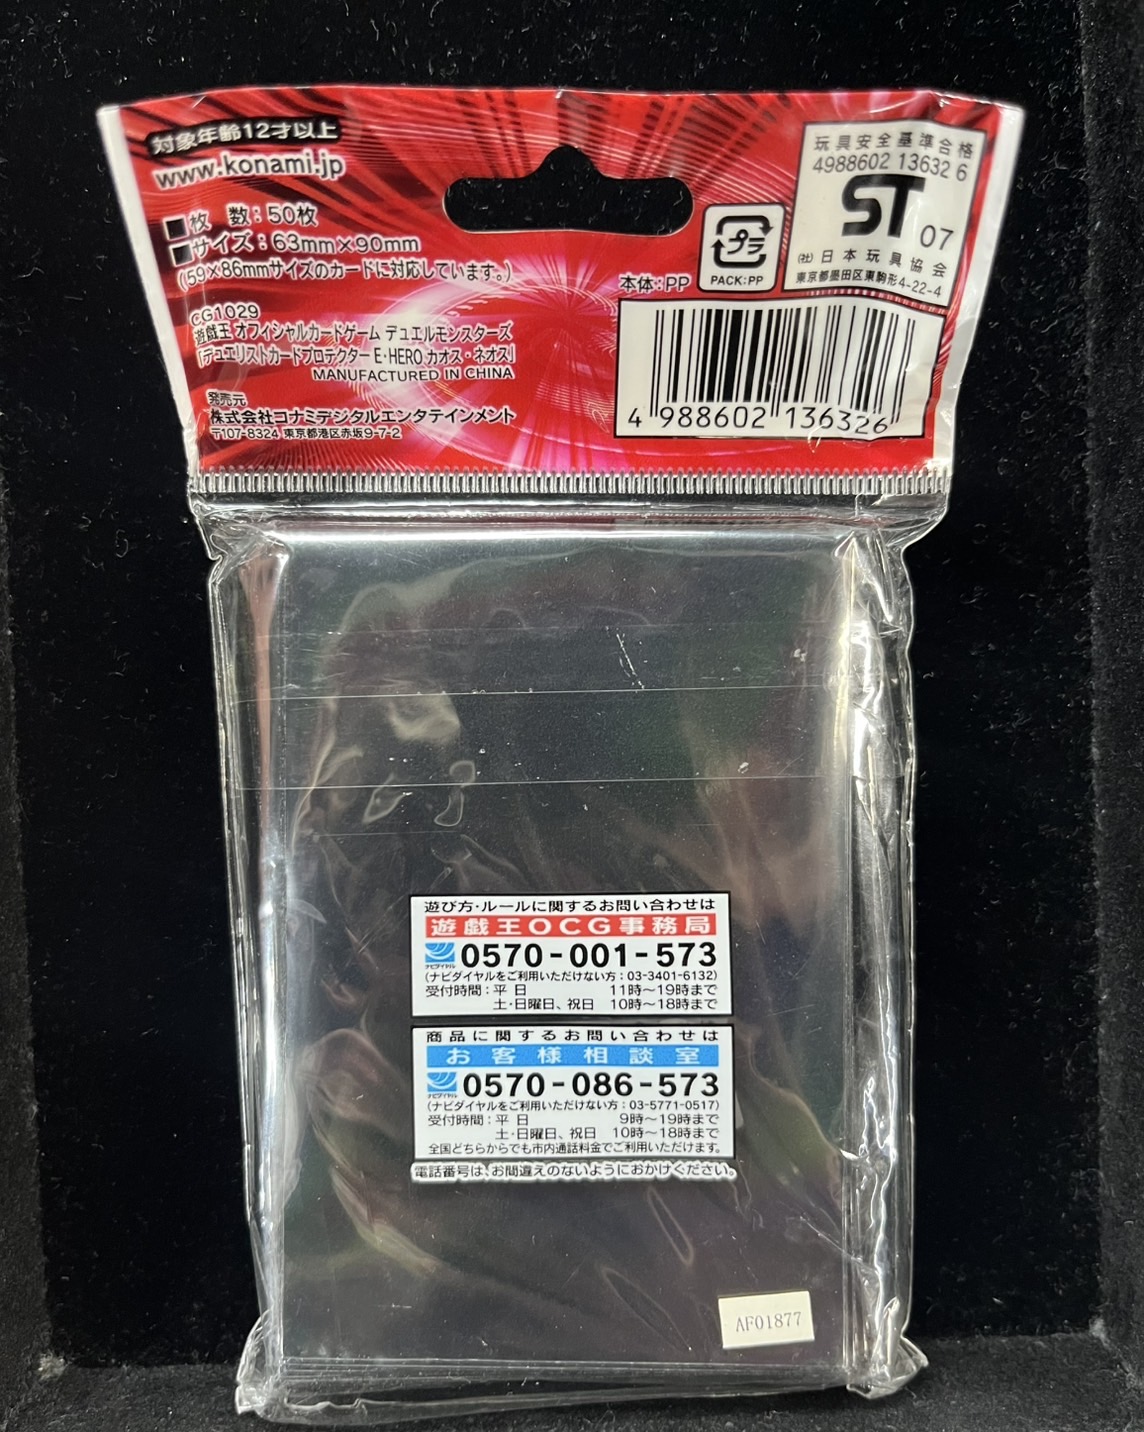 対象年齢12才以上
www.konami.jp
■枚　数：50枚
■サイズ：63mm×90mm
(59×86mmサイズのカードに対応しています。)
CG1029
遊戯王 オフィシャルカードゲーム デュエルモンスターズ
「デュエリストカードプロテクター E・HERO カオス・ネオス」
MANUFACTURED IN CHINA
発売元
株式会社コナミデジタルエンタテインメント
〒107-8324 東京都港区赤坂9-7-2
プラ
PACK:PP
本体:PP
玩具安全基準合格
4988602 13632 6
ST 07
(社)日本玩具協会
東京都墨田区東駒形4-22-4
4 988602 136326
遊び方・ルールに関するお問い合わせは
遊戯王OCG事務局
ナビダイヤル 0570-001-573
(ナビダイヤルをご利用いただけない方：03-3401-6132)
受付時間：平 日　11時～19時まで
土・日曜日、祝日　10時～18時まで
商品に関するお問い合わせは
お客様相談室
ナビダイヤル 0570-086-573
(ナビダイヤルをご利用いただけない方：03-5771-0517)
受付時間：平 日　9時～19時まで
土・日曜日、祝日　10時～18時まで
全国どちらからでも市内通話料金でご利用いただけます。
電話番号は、お間違えのないようにおかけください。
AF01877